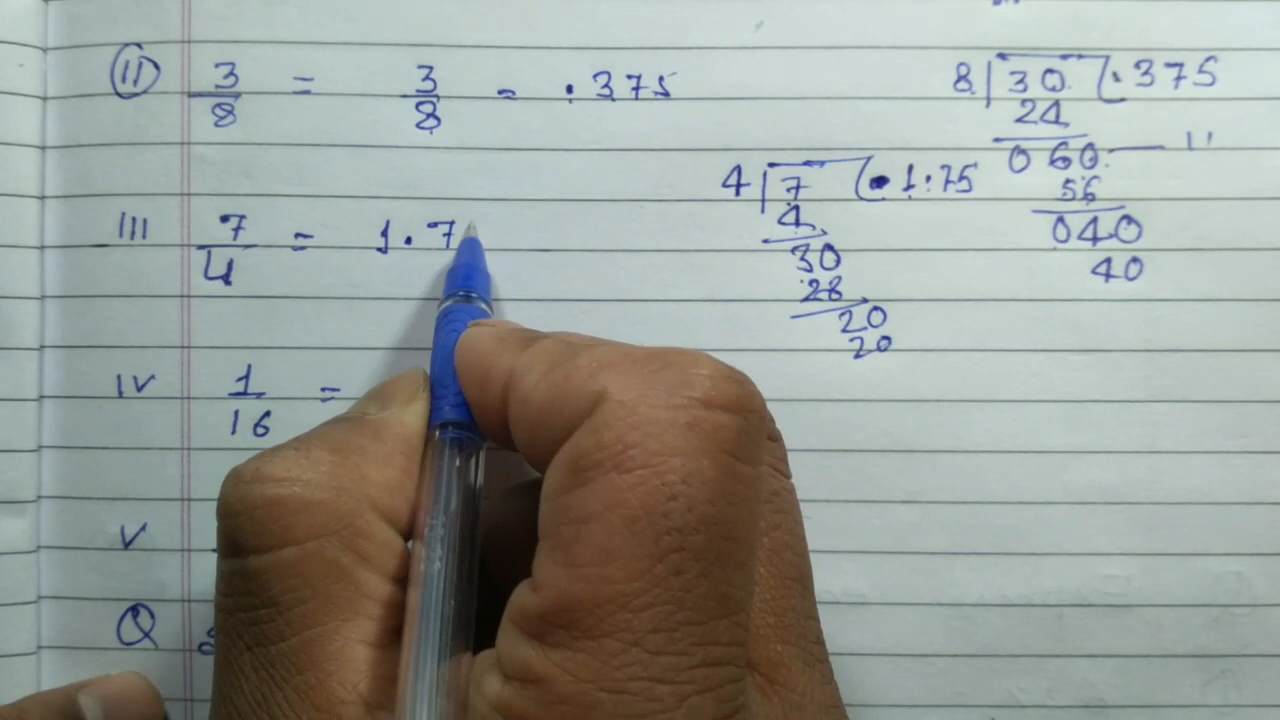 (II) 3/8 = 3/8 = .375
8 | 30 ( .375
24
060 — "
56
040
40
III 7/4 = 1.7
4 | 7 ( .1.75
4
30
28
20
20
IV 1/16 =
V
Q